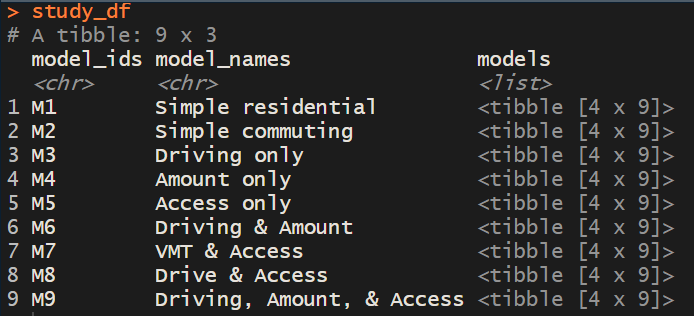 > study_df
# A tibble: 9 x 3
model_ids model_names models
<chr> <chr> <list>
1 M1 Simple residential <tibble [4 x 9]>
2 M2 Simple commuting <tibble [4 x 9]>
3 M3 Driving only <tibble [4 x 9]>
4 M4 Amount only <tibble [4 x 9]>
5 M5 Access only <tibble [4 x 9]>
6 M6 Driving & Amount <tibble [4 x 9]>
7 M7 VMT & Access <tibble [4 x 9]>
8 M8 Drive & Access <tibble [4 x 9]>
9 M9 Driving, Amount, & Access <tibble [4 x 9]>